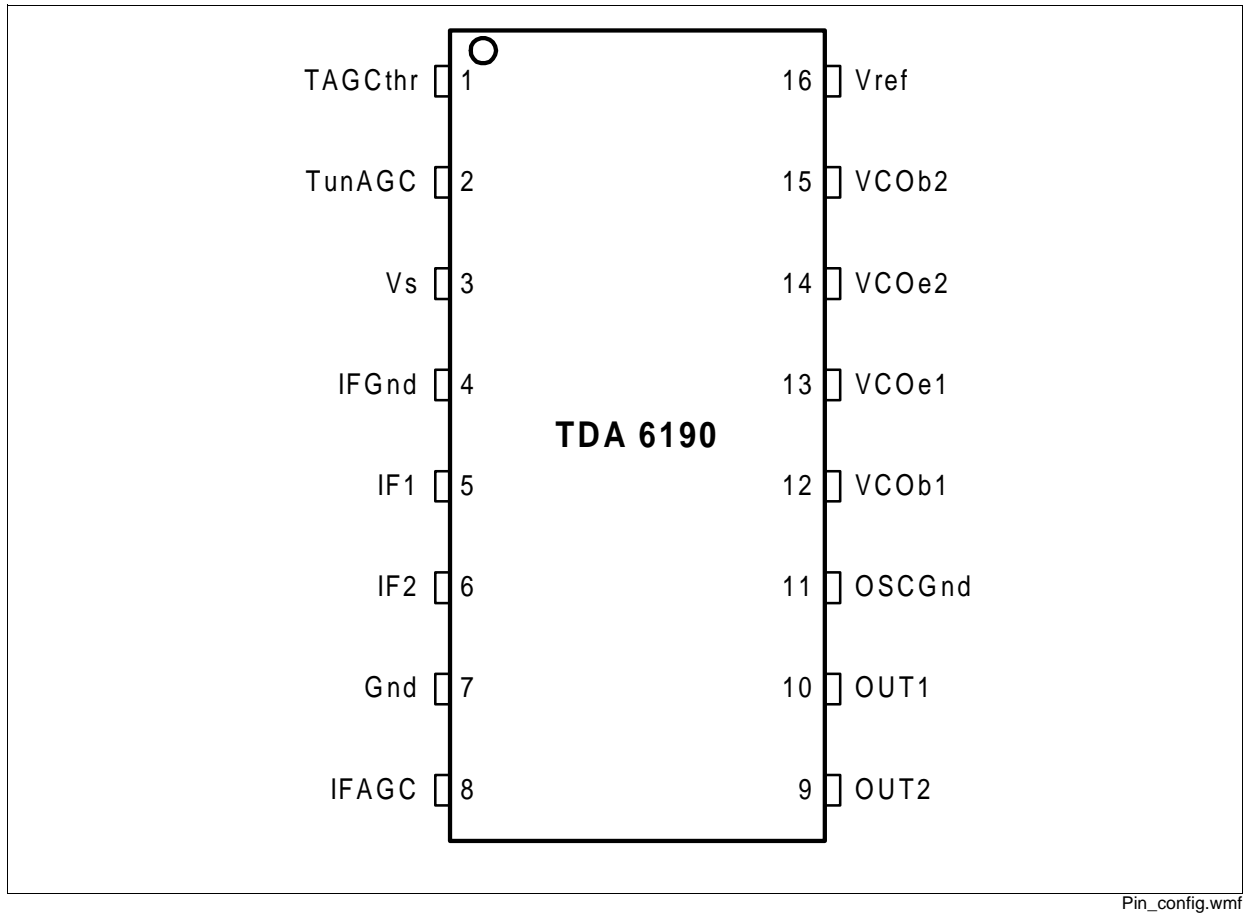 TAGCthr 1 16 Vref
TunAGC 2 15 VCOb2
Vs 3 14 VCOe2
IFGnd 4 13 VCOe1
TDA 6190
IF1 5 12 VCOb1
IF2 6 11 OSCGnd
Gnd 7 10 OUT1
IFAGC 8 9 OUT2
Pin_config.wmf